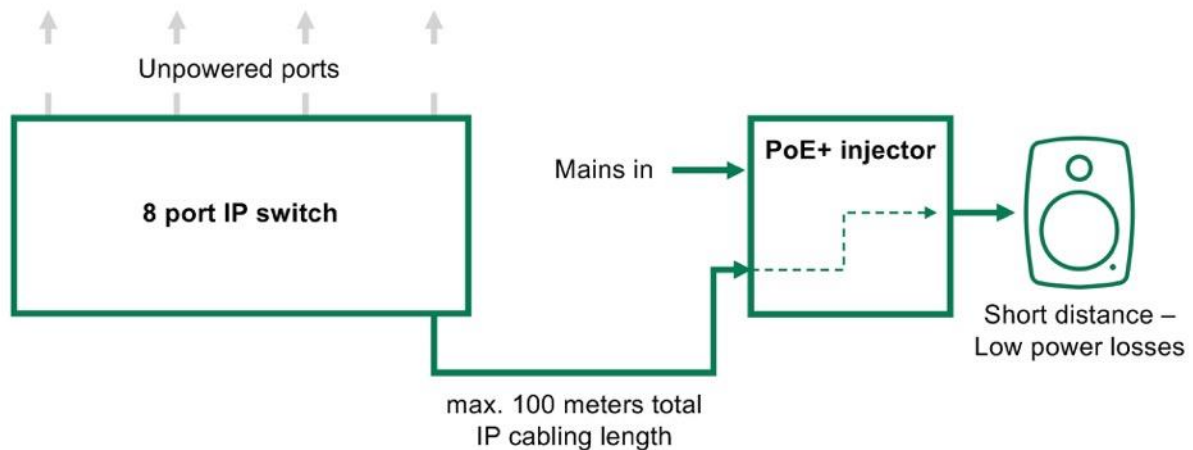 Unpowered ports
8 port IP switch
Mains in
PoE+ injector
Short distance –
Low power losses
max. 100 meters total
IP cabling length